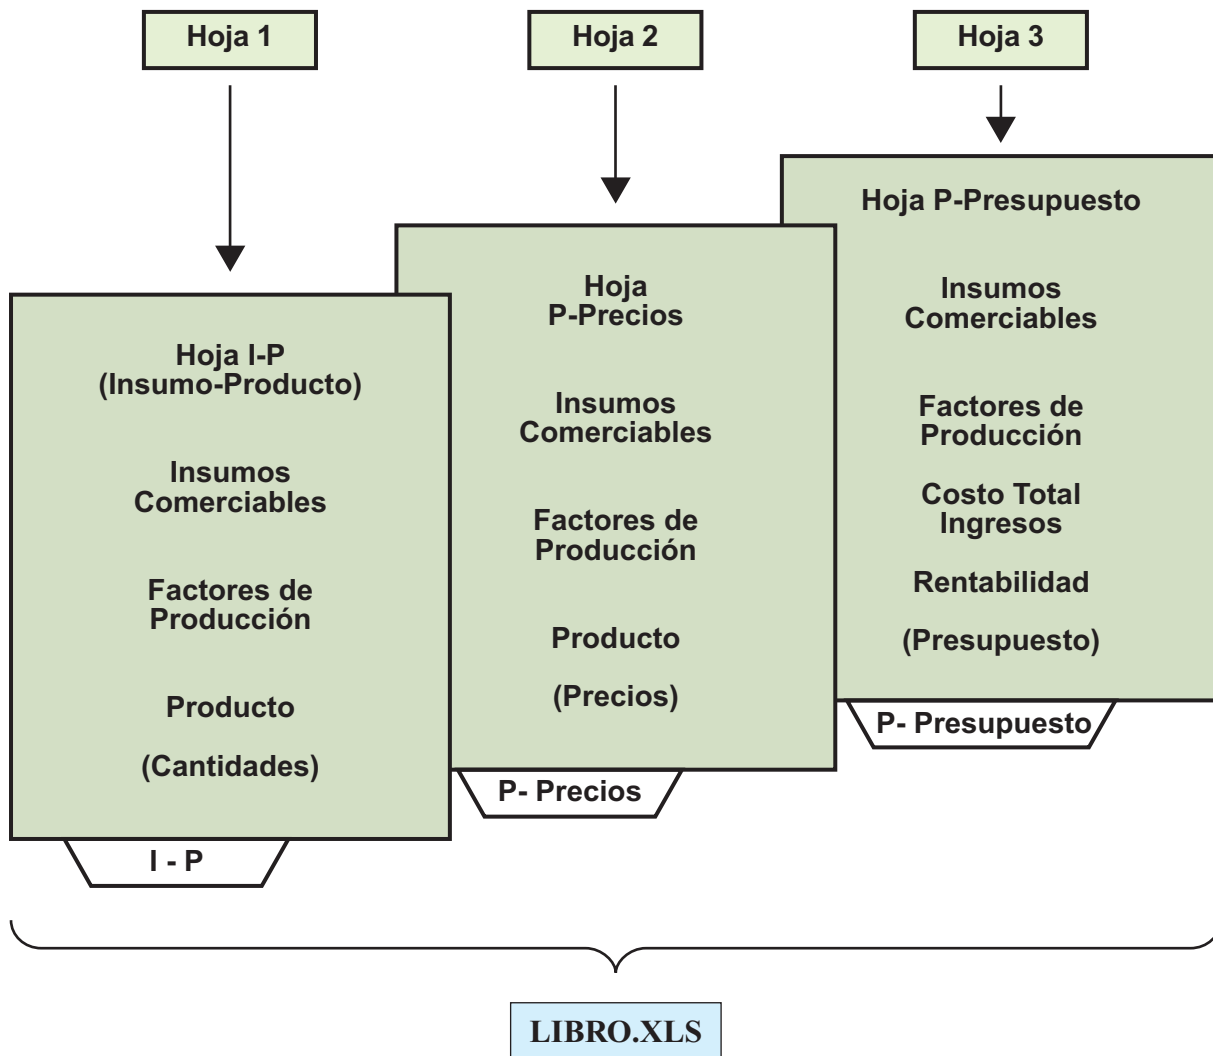 Hoja 1
Hoja 2
Hoja 3
Hoja I-P
(Insumo-Producto)
Insumos
Comerciables
Factores de
Producción
Producto
(Cantidades)
I - P
Hoja
P-Precios
Insumos
Comerciables
Factores de
Producción
Producto
(Precios)
P- Precios
Hoja P-Presupuesto
Insumos
Comerciables
Factores de
Producción
Costo Total
Ingresos
Rentabilidad
(Presupuesto)
P- Presupuesto
LIBRO.XLS